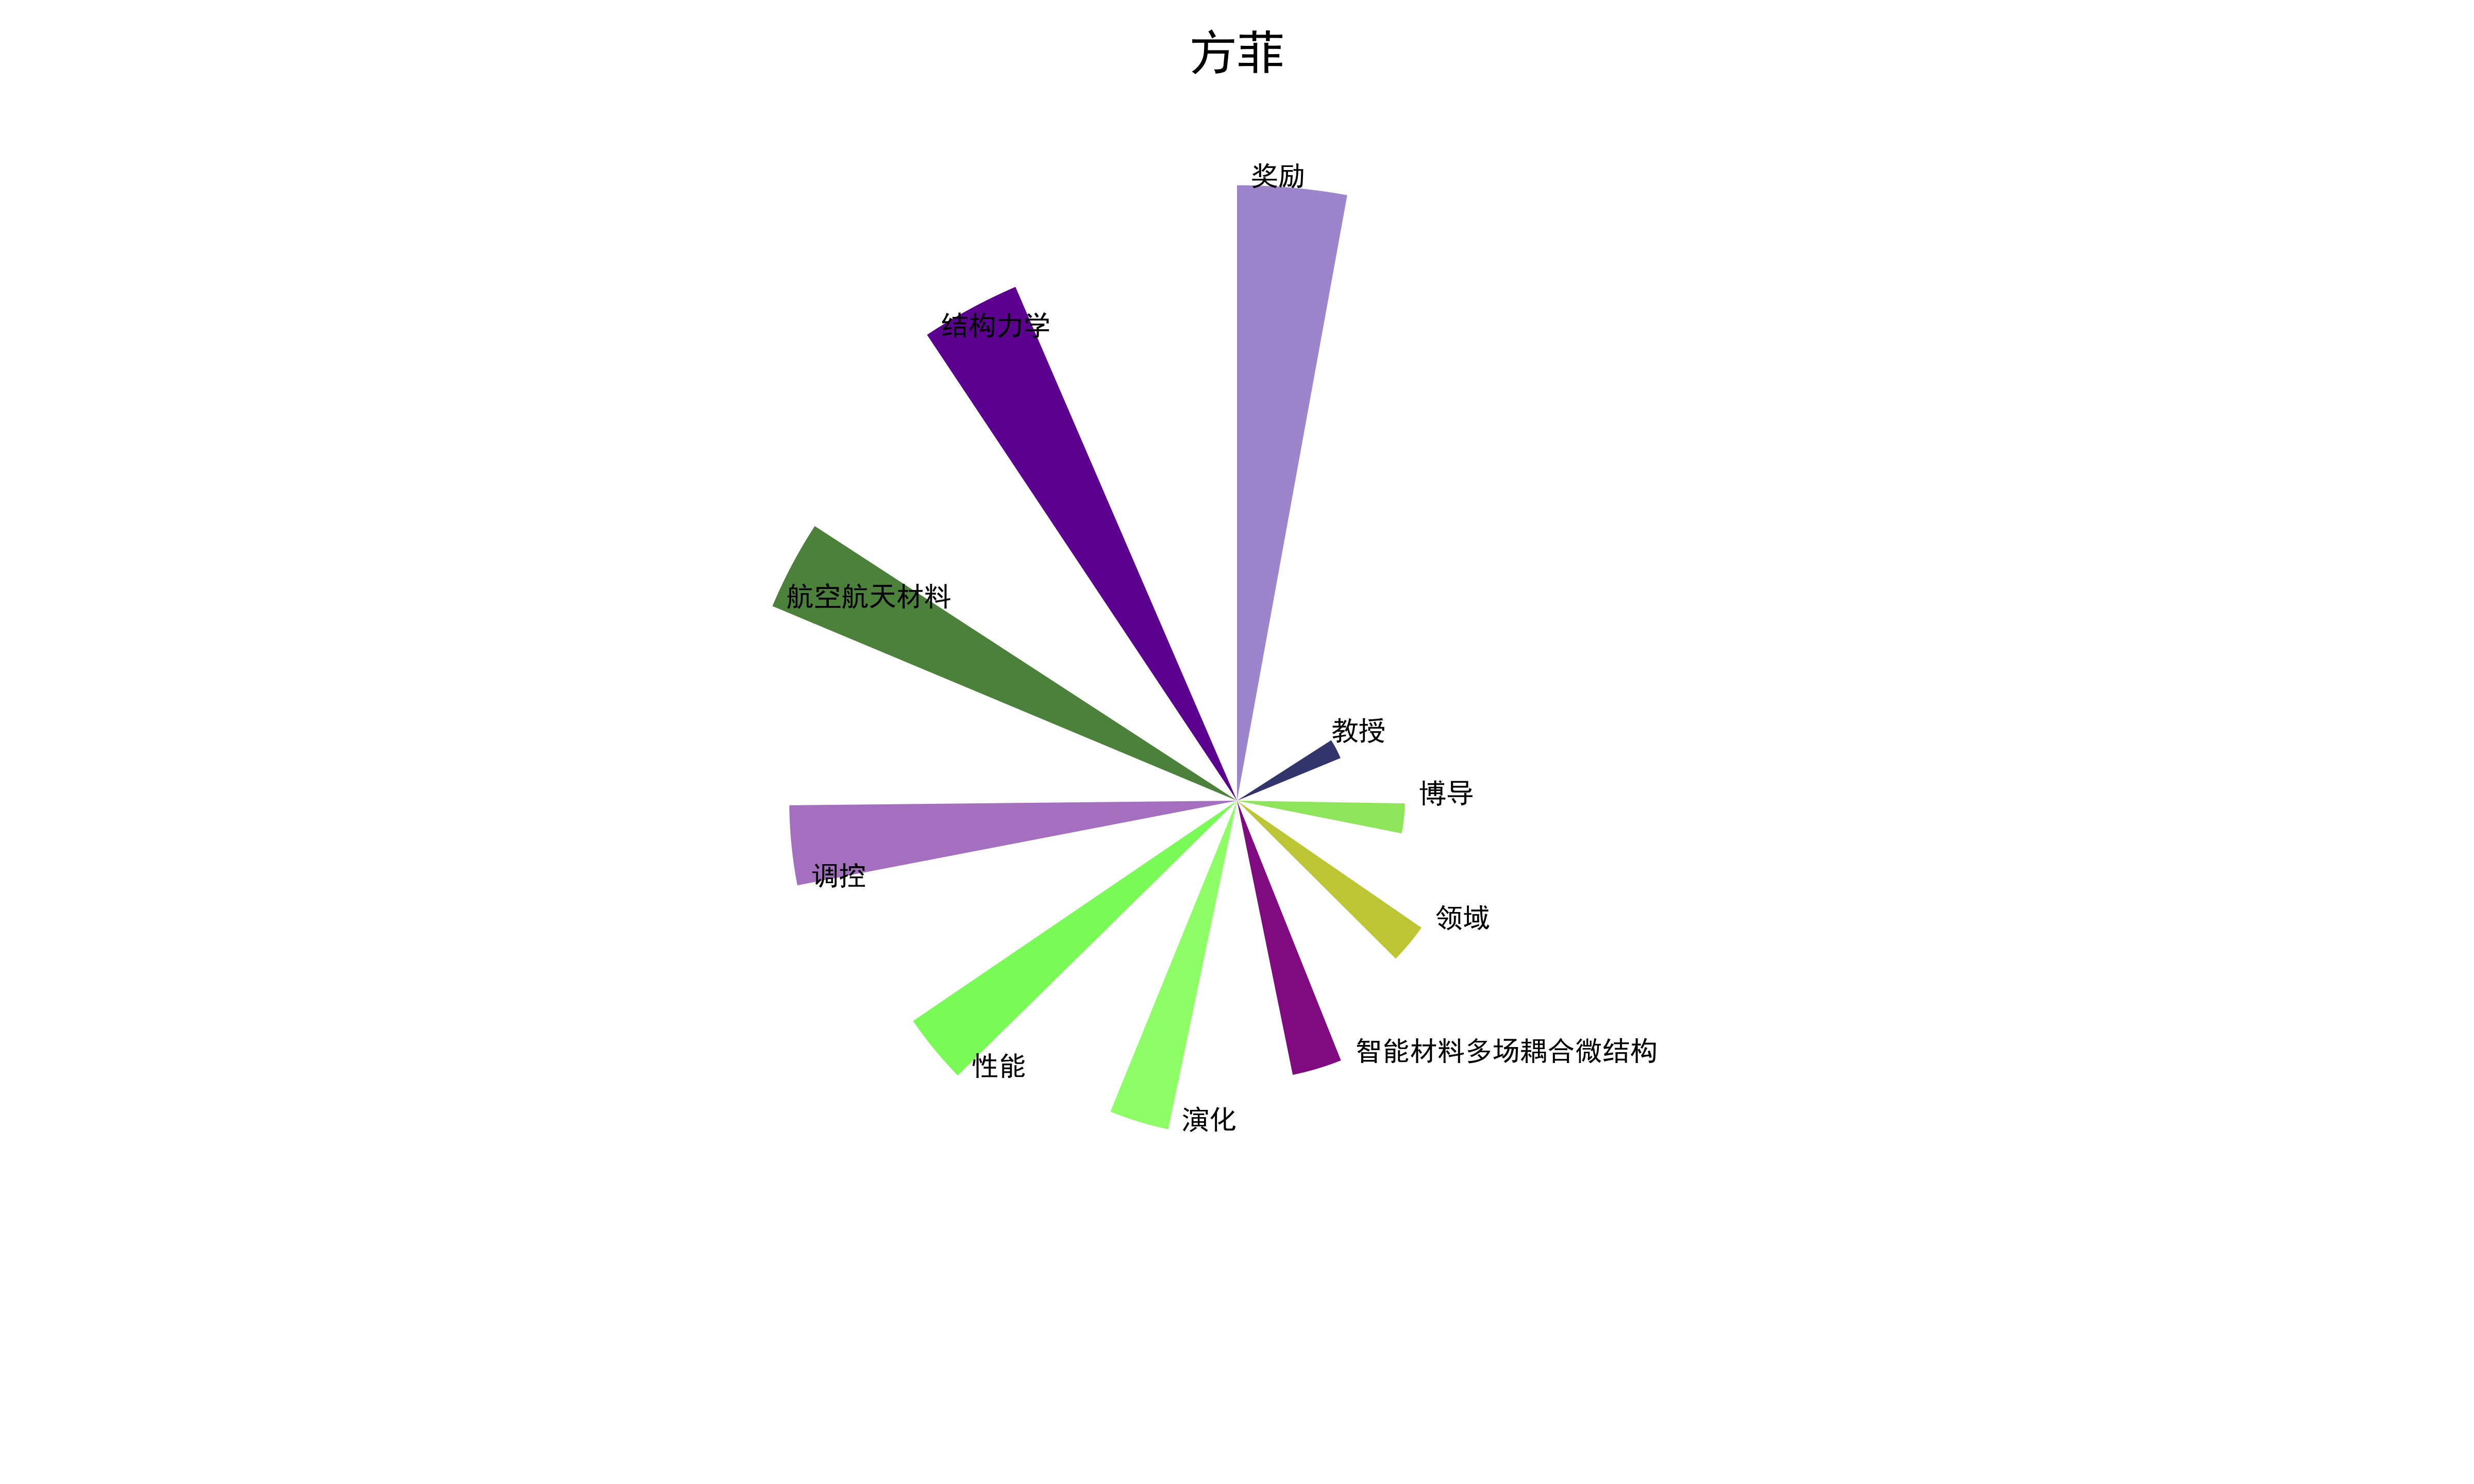 方菲
奖励
结构力学
航空航天材料
教授
博导
调控
领域
智能材料多场耦合微结构
性能
演化